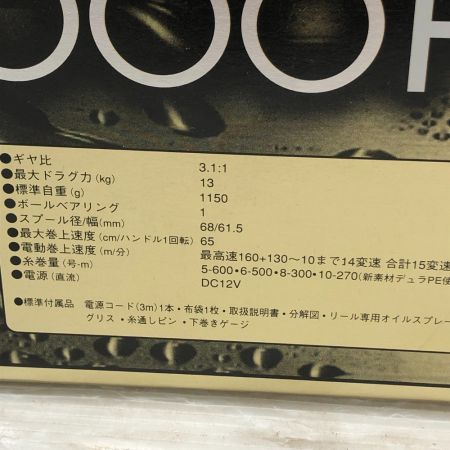 000H
●ギヤ比 3.1:1
●最大ドラグ力(kg) 13
●標準自重(g) 1150
●ボールベアリング 1
●スプール径/幅(mm) 68/61.5
●最大巻上速度(cm/ハンドル1回転) 65
●電動巻上速度(m/分) 最高速160+130〜10まで14変速 合計15変速
●糸巻量(号-m) 5-600・6-500・8-300・10-270(新素材デュラPE使
●電源(直流) DC12V
●標準付属品 電源コード(3m)1本・布袋1枚・取扱説明書・分解図・リール専用オイルスプレー
グリス・糸通しピン・下巻きゲージ